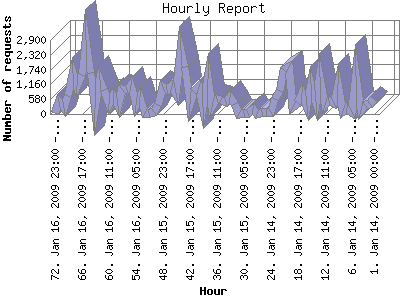 Hourly Report
Number of requests
2,900
2,320
1,740
1,160
580
0
72. Jan 16, 2009 23:00 -...
66. Jan 16, 2009 17:00 -...
60. Jan 16, 2009 11:00 -...
54. Jan 16, 2009 05:00 -...
48. Jan 15, 2009 23:00 -...
42. Jan 15, 2009 17:00 -...
36. Jan 15, 2009 11:00 -...
30. Jan 15, 2009 05:00 -...
24. Jan 14, 2009 23:00 -...
18. Jan 14, 2009 17:00 -...
12. Jan 14, 2009 11:00 -...
6. Jan 14, 2009 05:00 -...
1. Jan 14, 2009 00:00 -...
Hour